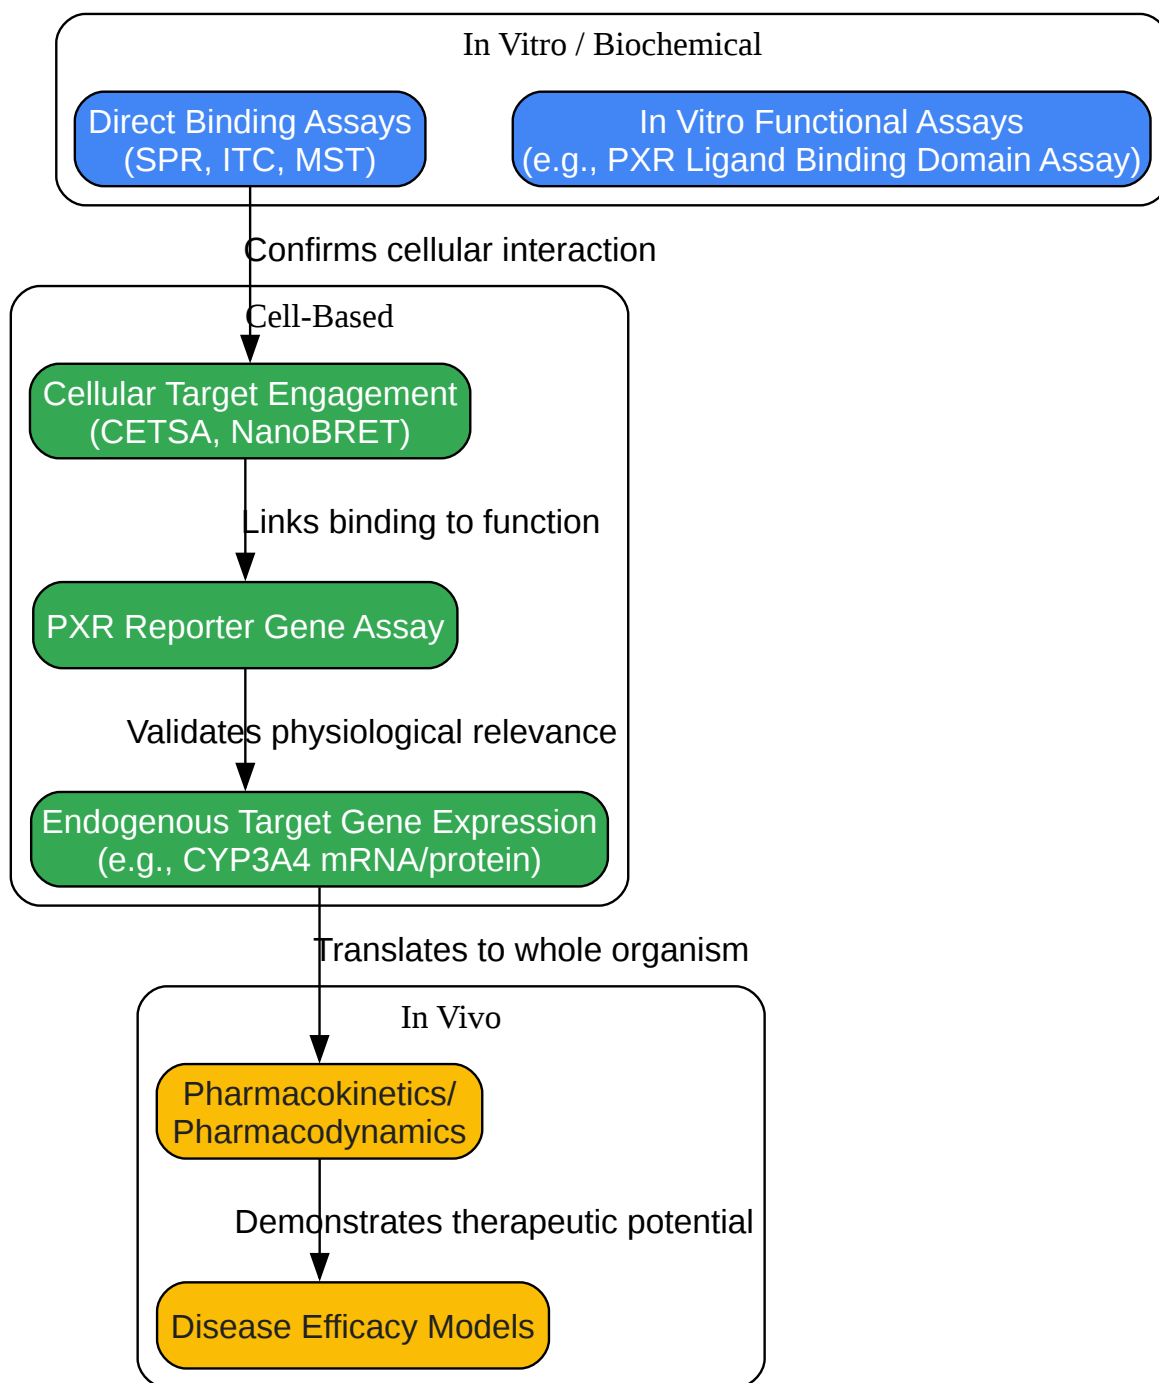 In Vitro / Biochemical
Direct Binding Assays
(SPR, ITC, MST)
In Vitro Functional Assays
(e.g., PXR Ligand Binding Domain Assay)
Confirms cellular interaction
Cell-Based
Cellular Target Engagement
(CETSA, NanoBRET)
Links binding to function
PXR Reporter Gene Assay
Validates physiological relevance
Endogenous Target Gene Expression
(e.g., CYP3A4 mRNA/protein)
Translates to whole organism
In Vivo
Pharmacokinetics/
Pharmacodynamics
Demonstrates therapeutic potential
Disease Efficacy Models